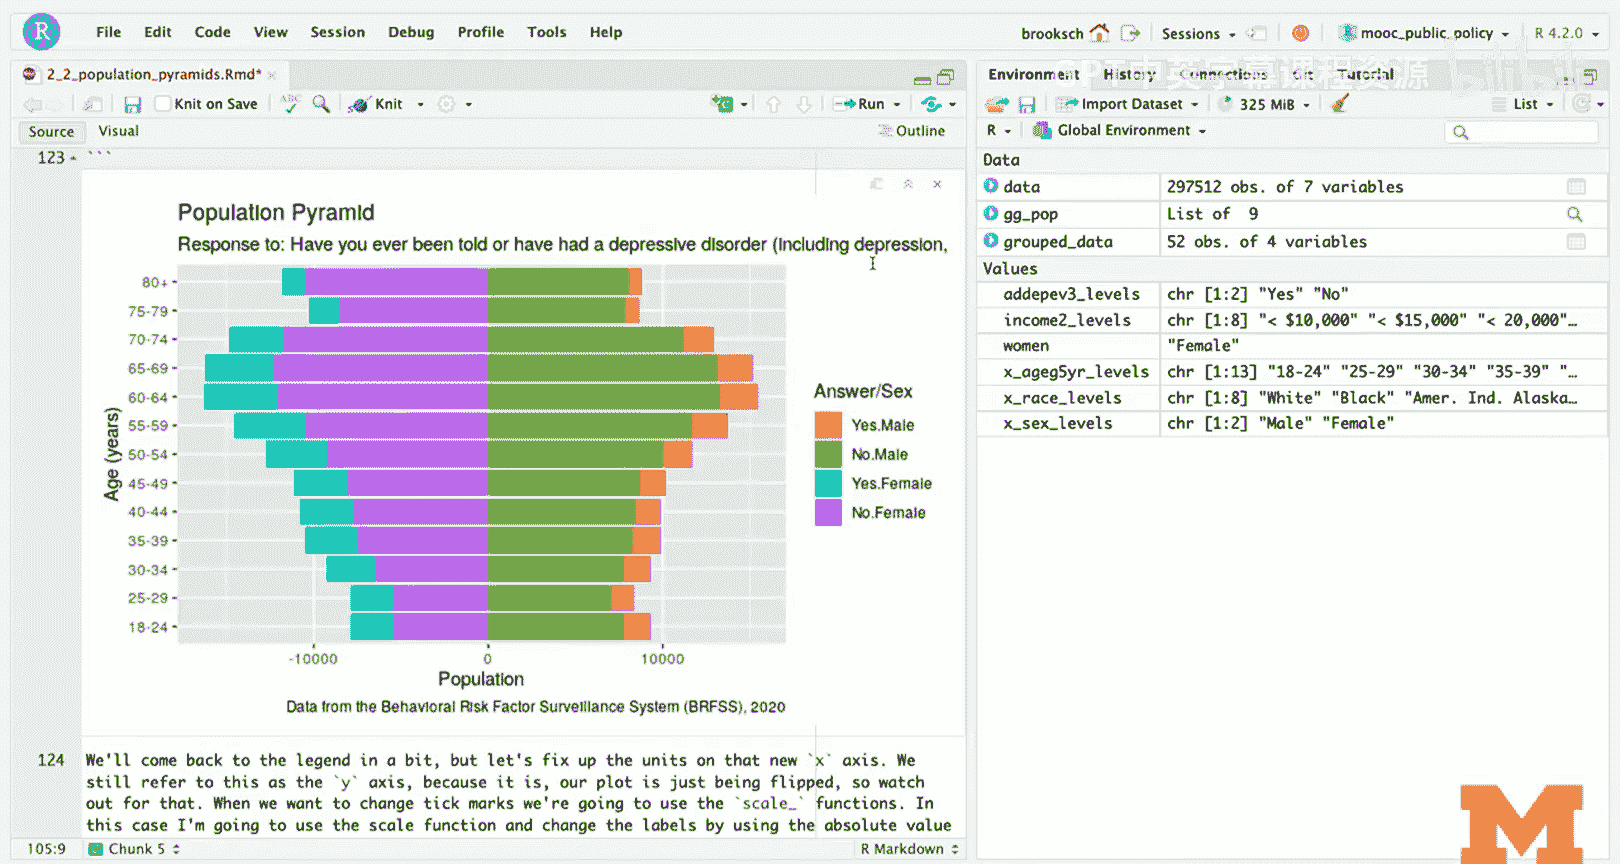 File Edit Code View Session Debug Profile Tools Help
brooksch Sessions mooc_public_policy R 4.2.0
2_2_population_pyramids.Rmd*
Knit on Save ABC Knit Run
Source Visual Outline
123 ```
Population Pyramid
Response to: Have you ever been told or have had a depressive disorder (including depression,
80+
75-79
70-74
65-69
60-64
55-59
50-54
45-49
40-44
35-39
30-34
25-29
18-24
Age (years)
-10000 0 10000
Population
Data from the Behavioral Risk Factor Surveillance System (BRFSS), 2020
Answer/Sex
Yes.Male
No.Male
Yes.Female
No.Female
124 We'll come back to the legend in a bit, but let's fix up the units on that new `x` axis. We
still refer to this as the `y` axis, because it is, our plot is just being flipped, so watch
out for that. When we want to change tick marks we're going to use the `scale_` functions. In
this case I'm going to use the scale function and change the labels by using the absolute value
105:9 Chunk 5 R Markdown
Environment History Connections Git Tutorial
GPT中英字幕课程资源 bilibili
Import Dataset 325 MiB List
R Global Environment
Data
data 297512 obs. of 7 variables
gg_pop List of 9
grouped_data 52 obs. of 4 variables
Values
addepev3_levels chr [1:2] "Yes" "No"
income2_levels chr [1:8] "< $10,000" "< $15,000" "< 20,000"…
women "Female"
x_ageg5yr_levels chr [1:13] "18-24" "25-29" "30-34" "35-39" "…
x_race_levels chr [1:8] "White" "Black" "Amer. Ind. Alaska…
x_sex_levels chr [1:2] "Male" "Female"
M